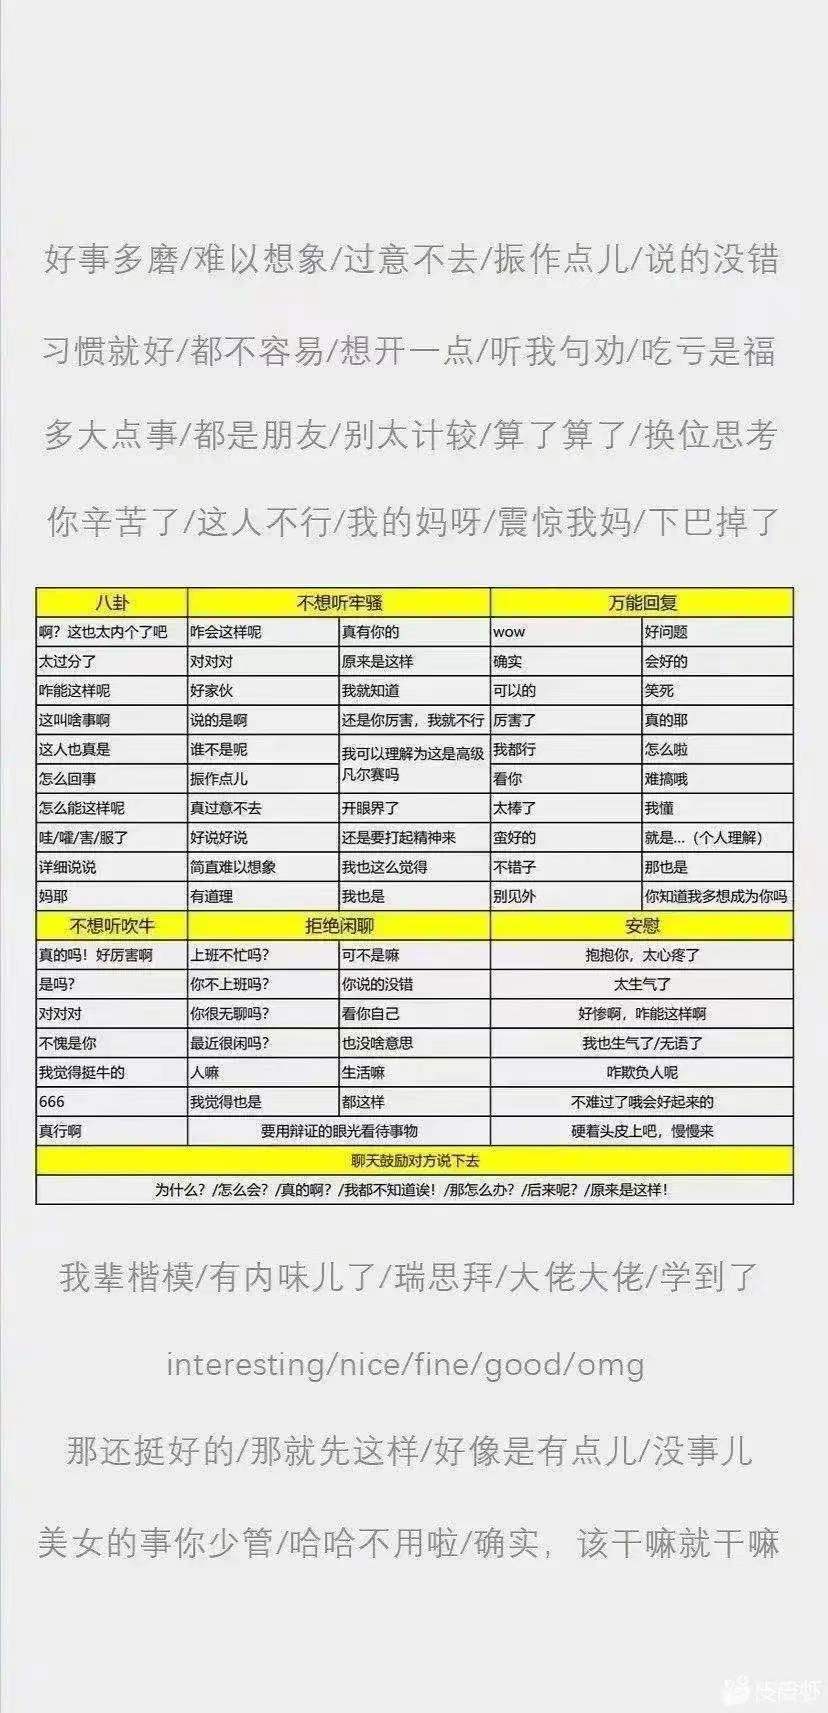 好事多磨/难以想象/过意不去/振作点儿/说的没错
习惯就好/都不容易/想开一点/听我句劝/吃亏是福
多大点事/都是朋友/别太计较/算了算了/换位思考
你辛苦了/这人不行/我的妈呀/震惊我妈/下巴掉了
八卦 不想听牢骚 万能回复
啊？这也太内个了吧 咋会这样呢 真有你的 wow 好问题
太过分了 对对对 原来是这样 确实 会好的
咋能这样呢 好家伙 我就知道 可以的 笑死
这叫啥事啊 说的是啊 还是你厉害，我就不行 厉害了 真的耶
这人也真是 谁不是呢 我可以理解为这是高级 我都行 怎么啦
怎么回事 振作点儿 凡尔赛吗 看你 难搞哦
怎么能这样呢 真过意不去 开眼界了 太棒了 我懂
哇/嚯/害/服了 好说好说 还是要打起精神来 蛮好的 就是...（个人理解）
详细说说 简直难以想象 我也这么觉得 不错子 那也是
妈耶 有道理 我也是 别见外 你知道我多想成为你吗
不想听吹牛 拒绝闲聊 安慰
真的吗！好厉害啊 上班不忙吗？ 可不是嘛 抱抱你，太心疼了
是吗？ 你不上班吗？ 你说的没错 太生气了
对对对 你很无聊吗？ 看你自己 好惨啊，咋能这样啊
不愧是你 最近很闲吗？ 也没啥意思 我也生气了/无语了
我觉得挺牛的 人嘛 生活嘛 咋欺负人呢
666 我觉得也是 都这样 不难过了哦会好起来的
真行啊 要用辩证的眼光看待事物 硬着头皮上吧，慢慢来
聊天鼓励对方说下去
为什么？/怎么会？/真的啊？/我都不知道诶！/那怎么办？/后来呢？/原来是这样！
我辈楷模/有内味儿了/瑞思拜/大佬大佬/学到了
interesting/nice/fine/good/omg
那还挺好的/那就先这样/好像是有点儿/没事儿
美女的事你少管/哈哈不用啦/确实，该干嘛就干嘛
皮皮虾